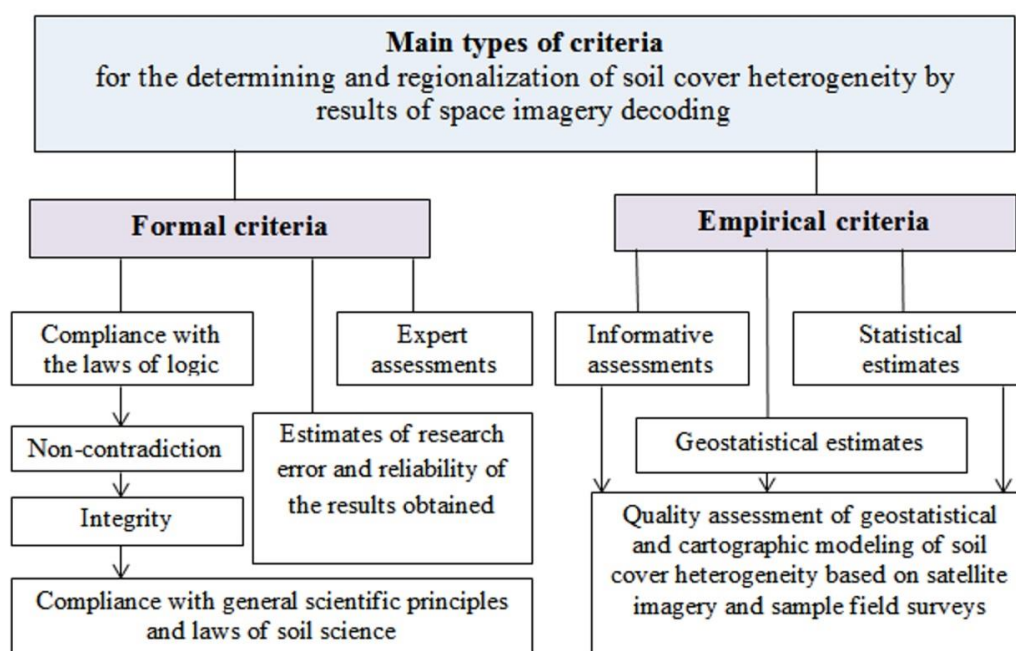 Main types of criteria
for the determining and regionalization of soil cover heterogeneity by
results of space imagery decoding
Formal criteria
Empirical criteria
Compliance with
the laws of logic
Expert
assessments
Informative
assessments
Statistical
estimates
Non-contradiction
Estimates of research
error and reliability of
the results obtained
Geostatistical estimates
Integrity
Quality assessment of geostatistical
and cartographic modeling of soil
cover heterogeneity based on satellite
imagery and sample field surveys
Compliance with general scientific principles
and laws of soil science